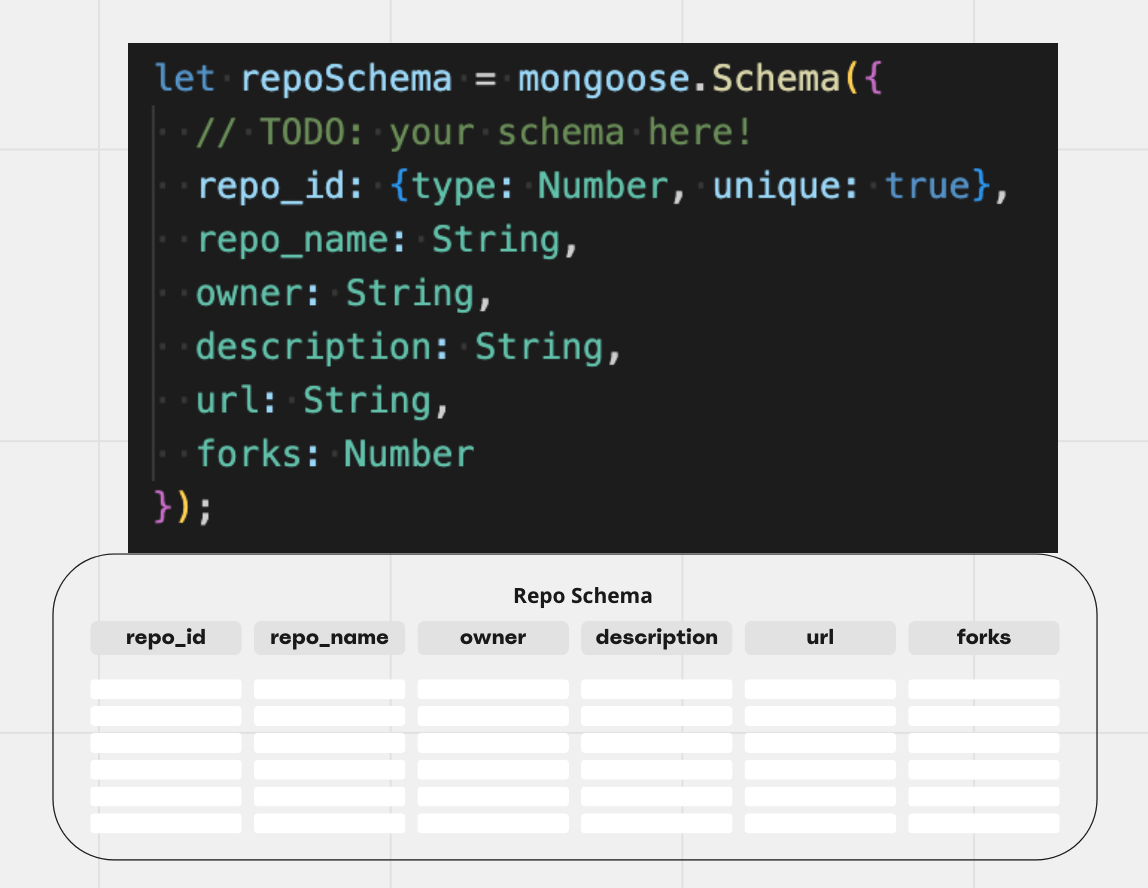 let repoSchema = mongoose.Schema({
  // TODO: your schema here!
  repo_id: {type: Number, unique: true},
  repo_name: String,
  owner: String,
  description: String,
  url: String,
  forks: Number
});
Repo Schema
repo_id repo_name owner description url forks